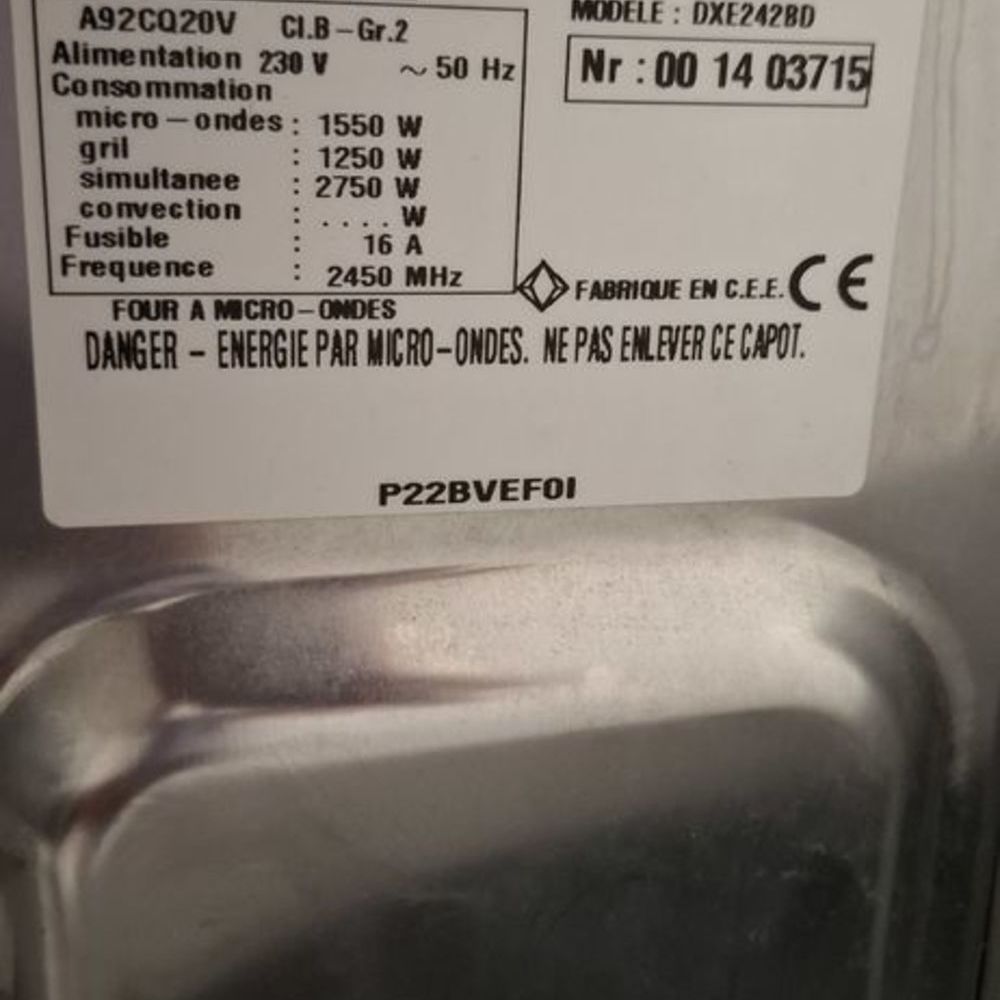 A92CQ20V Cl.B-Gr.2
Alimentation 230 V ~ 50 Hz
Consommation
micro-ondes : 1550 W
gril : 1250 W
simultanee : 2750 W
convection : .... W
Fusible : 16 A
Frequence : 2450 MHz
MODELE : DXE242BD
Nr : 00 14 03715
FABRIQUE EN C.E.E. CE
FOUR A MICRO-ONDES
DANGER - ENERGIE PAR MICRO-ONDES. NE PAS ENLEVER CE CAPOT.
P22BVEF0I